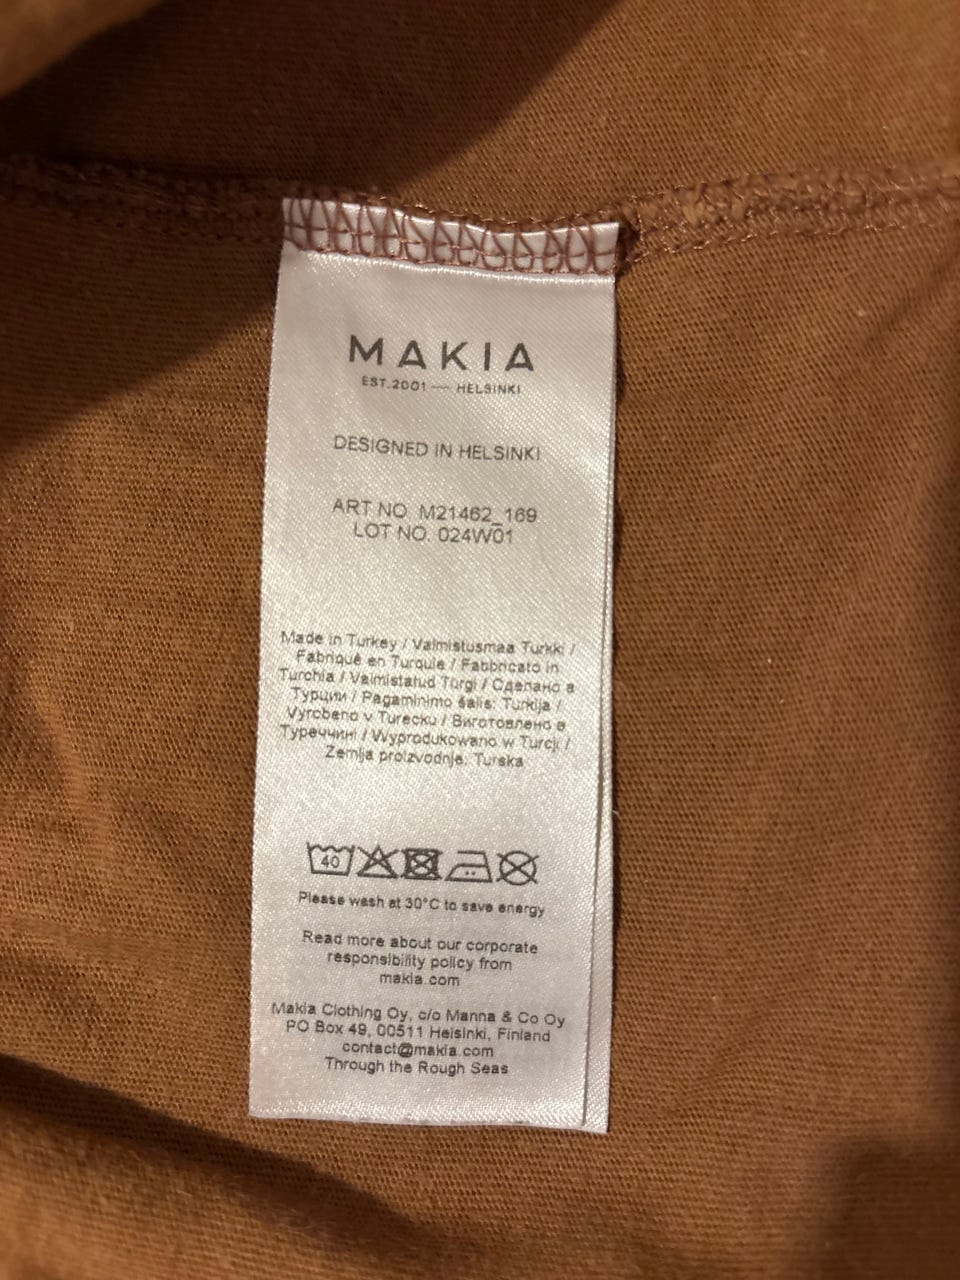 MAKIA
EST.2001 — HELSINKI
DESIGNED IN HELSINKI
ART NO. M21462_169
LOT NO. 024W01
Made in Turkey / Valmistusmaa Turkki /
Fabriqué en Turquie / Fabbricato in
Turchia / Valmistatud Türgi / Сделано в
Турции / Pagaminimo šalis: Turkija /
Vyrobeno v Turecku / Виготовлено в
Туреччині / Wyprodukowano w Turcji /
Zemlja proizvodnje: Turska
40
Please wash at 30°C to save energy
Read more about our corporate
responsibility policy from
makia.com
Makia Clothing Oy, c/o Manna & Co Oy
PO Box 49, 00511 Helsinki, Finland
contact@makia.com
Through the Rough Seas